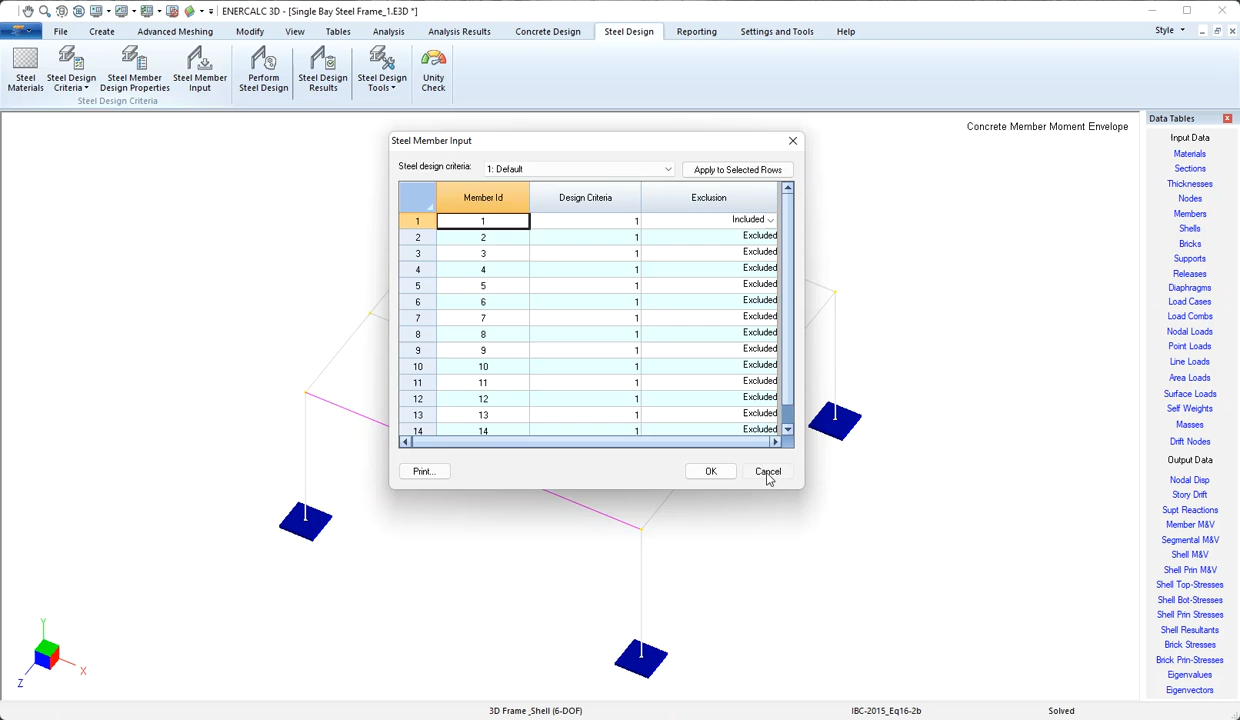 ENERCALC 3D - [Single Bay Steel Frame_1.E3D *]
File Create Advanced Meshing Modify View Tables Analysis Analysis Results Concrete Design Steel Design Reporting Settings and Tools Help Style
Steel Materials
Steel Design Criteria
Steel Member Design Properties
Steel Member Input
Perform Steel Design
Steel Design Results
Steel Design Tools
Unity Check
Steel Design Criteria
Concrete Member Moment Envelope
Steel Member Input
Steel design criteria: 1: Default Apply to Selected Rows
Member Id Design Criteria Exclusion
1 1 1 Included
2 2 1 Excluded
3 3 1 Excluded
4 4 1 Excluded
5 5 1 Excluded
6 6 1 Excluded
7 7 1 Excluded
8 8 1 Excluded
9 9 1 Excluded
10 10 1 Excluded
11 11 1 Excluded
12 12 1 Excluded
13 13 1 Excluded
14 14 1 Excluded
Print... OK Cancel
Data Tables
Input Data
Materials
Sections
Thicknesses
Nodes
Members
Shells
Bricks
Supports
Releases
Diaphragms
Load Cases
Load Combs
Nodal Loads
Point Loads
Line Loads
Area Loads
Surface Loads
Self Weights
Masses
Drift Nodes
Output Data
Nodal Disp
Story Drift
Supt Reactions
Member M&V
Segmental M&V
Shell M&V
Shell Prin M&V
Shell Top-Stresses
Shell Bot-Stresses
Shell Prin Stresses
Shell Resultants
Brick Stresses
Brick Prin-Stresses
Eigenvalues
Eigenvectors
Y
X
Z
3D Frame_Shell (6-DOF) IBC-2015_Eq16-2b Solved